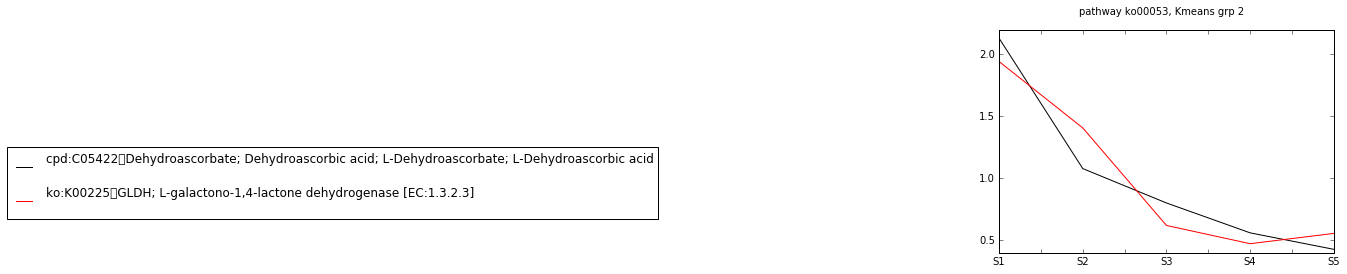 pathway ko00053, Kmeans grp 2
2.0
1.5
1.0
0.5
S1 S2 S3 S4 S5
cpd:C05422▯Dehydroascorbate; Dehydroascorbic acid; L-Dehydroascorbate; L-Dehydroascorbic acid
ko:K00225▯GLDH; L-galactono-1,4-lactone dehydrogenase [EC:1.3.2.3]